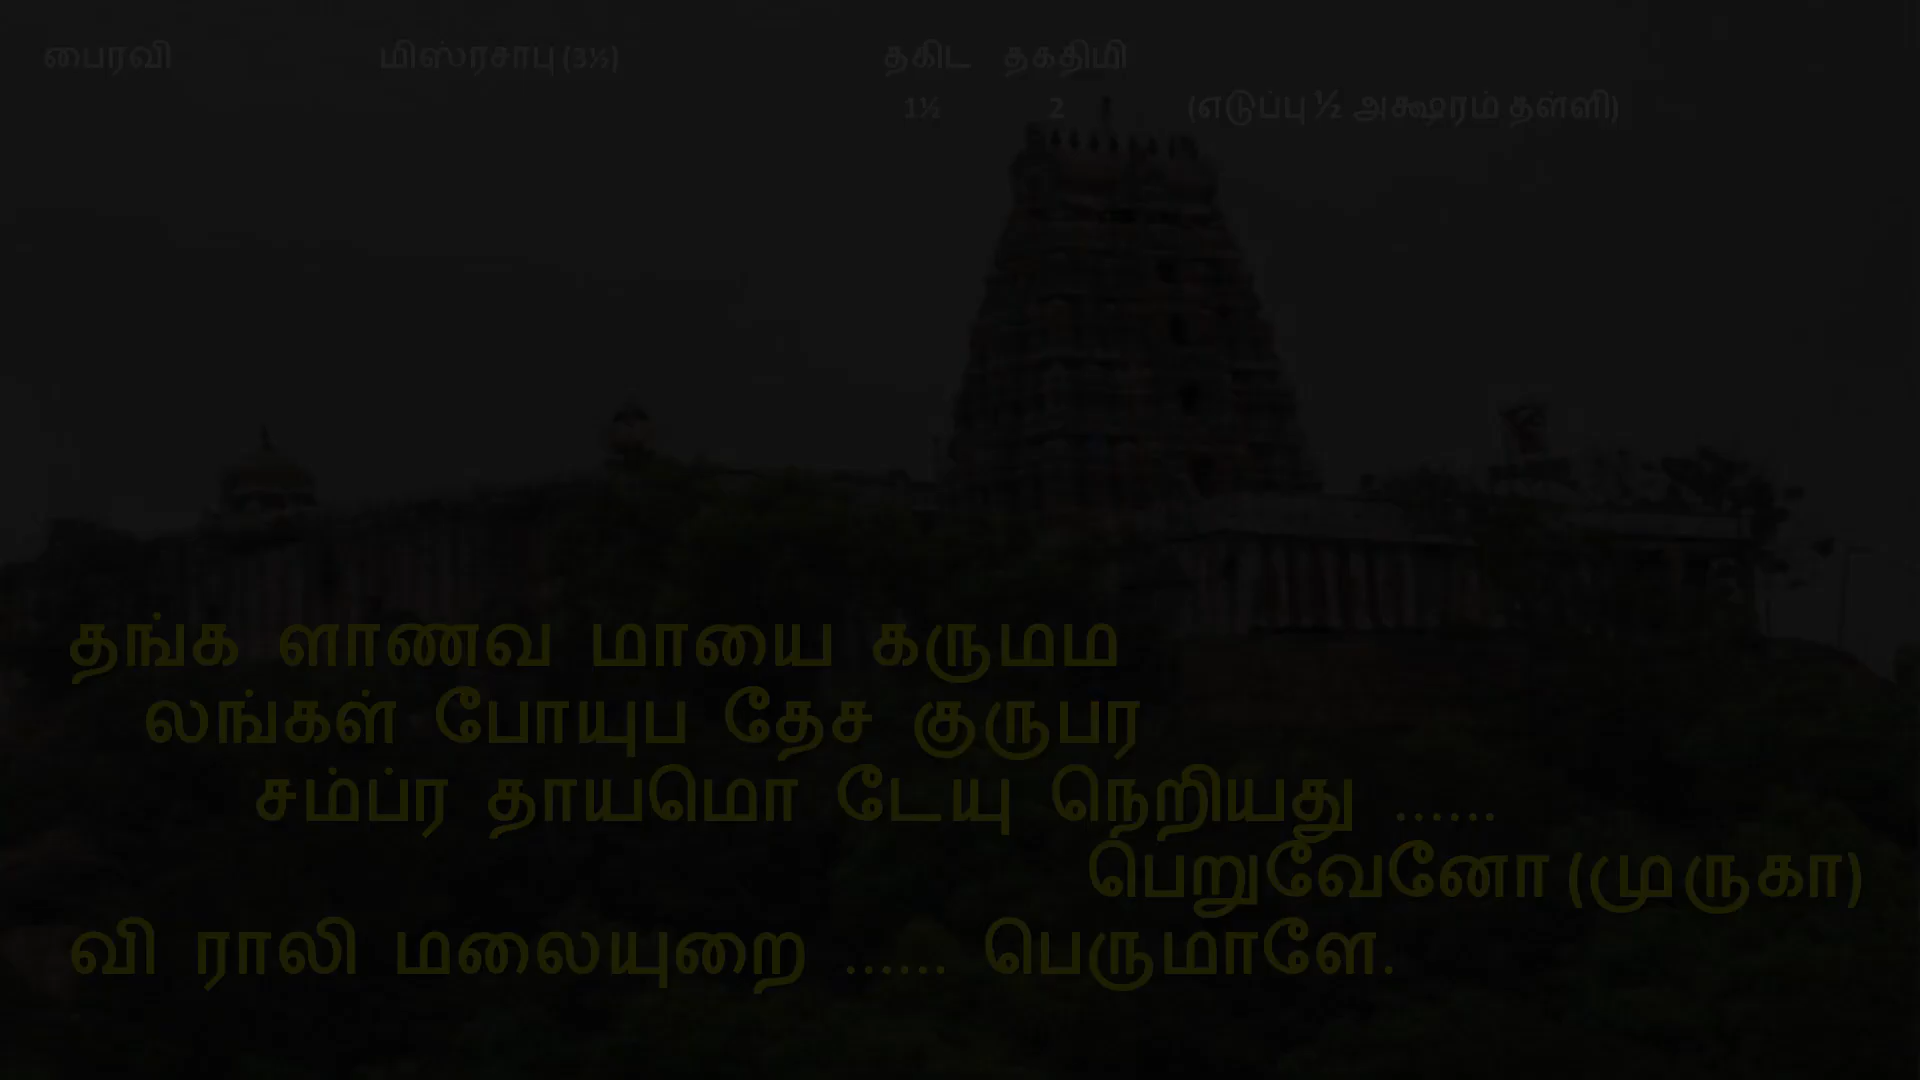 பைரவி மிஸ்ரசாபு (3½) தகிட தகதிமி
1½ 2 (எடுப்பு ½ அக்ஷரம் தள்ளி)
தங்க ளாணவ மாயை கருமம
லங்கள் போயுப தேச குருபர
சம்ப்ர தாயமொ டேயு நெறியது ......
பெறுவேனோ (முருகா)
வி ராலி மலையுறை ...... பெருமாளே.